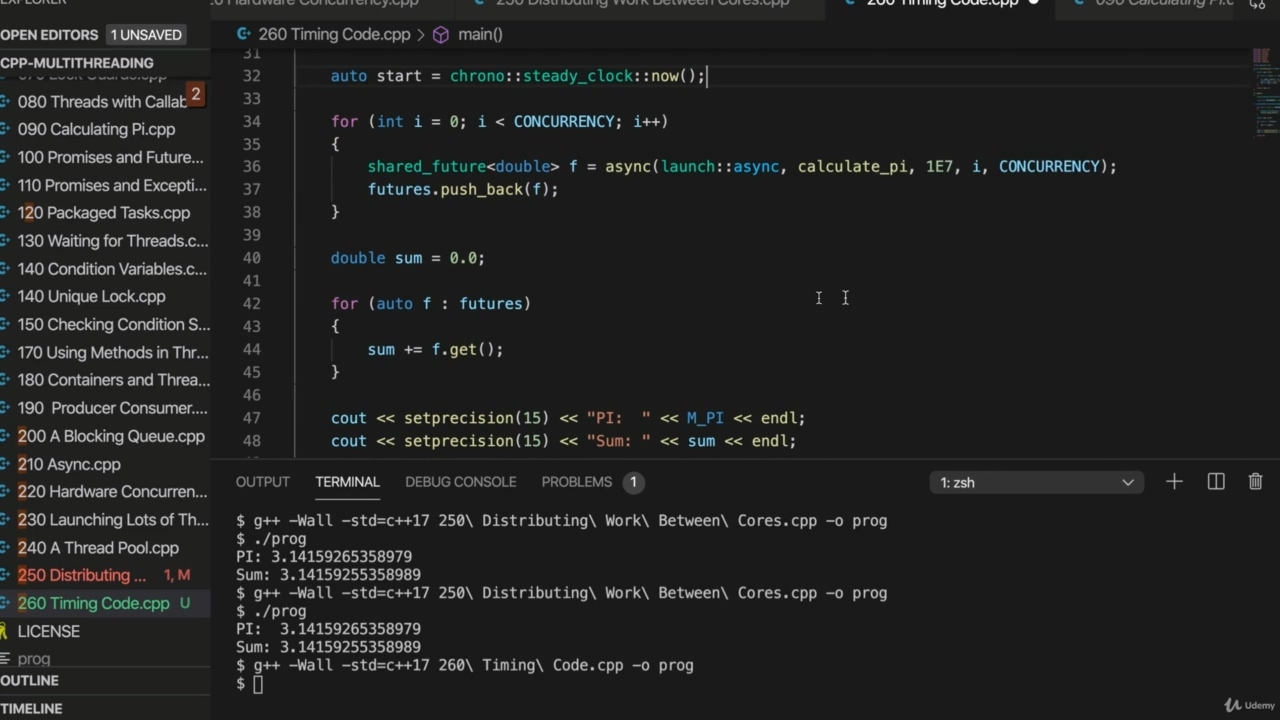 EXPLORER
Hardware Concurrency.cpp
250 Distributing Work Between Cores.cpp
260 Timing Code.cpp
090 Calculating Pi.c
OPEN EDITORS 1 UNSAVED
260 Timing Code.cpp > main()
CPP-MULTITHREADING
070 Lock Guards.cpp
080 Threads with Callab
2
090 Calculating Pi.cpp
100 Promises and Future...
110 Promises and Excepti...
120 Packaged Tasks.cpp
130 Waiting for Threads.c...
140 Condition Variables.c...
140 Unique Lock.cpp
150 Checking Condition S...
170 Using Methods in Thr...
180 Containers and Threa...
190 Producer Consumer....
200 A Blocking Queue.cpp
210 Async.cpp
220 Hardware Concurren...
230 Launching Lots of Th...
240 A Thread Pool.cpp
250 Distributing ... 1, M
260 Timing Code.cpp U
LICENSE
prog
OUTLINE
TIMELINE
31
32 auto start = chrono::steady_clock::now();
33
34 for (int i = 0; i < CONCURRENCY; i++)
35 {
36 shared_future<double> f = async(launch::async, calculate_pi, 1E7, i, CONCURRENCY);
37 futures.push_back(f);
38 }
39
40 double sum = 0.0;
41
42 for (auto f : futures)
43 {
44 sum += f.get();
45 }
46
47 cout << setprecision(15) << "PI:  " << M_PI << endl;
48 cout << setprecision(15) << "Sum: " << sum << endl;
OUTPUT TERMINAL DEBUG CONSOLE PROBLEMS 1 1: zsh
$ g++ -Wall -std=c++17 250\ Distributing\ Work\ Between\ Cores.cpp -o prog
$ ./prog
PI: 3.14159265358979
Sum: 3.14159255358989
$ g++ -Wall -std=c++17 250\ Distributing\ Work\ Between\ Cores.cpp -o prog
$ ./prog
PI:  3.14159265358979
Sum: 3.14159255358989
$ g++ -Wall -std=c++17 260\ Timing\ Code.cpp -o prog
$
Udemy